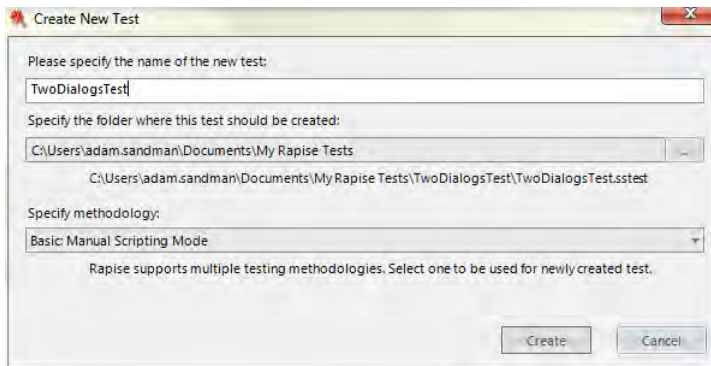 Create New Test
Please specify the name of the new test:
TwoDialogsTest
Specify the folder where this test should be created:
C:\Users\adam.sandman\Documents\My Rapise Tests
...
C:\Users\adam.sandman\Documents\My Rapise Tests\TwoDialogsTest\TwoDialogsTest.sstest
Specify methodology:
Basic: Manual Scripting Mode
Rapise supports multiple testing methodologies. Select one to be used for newly created test.
Create Cancel